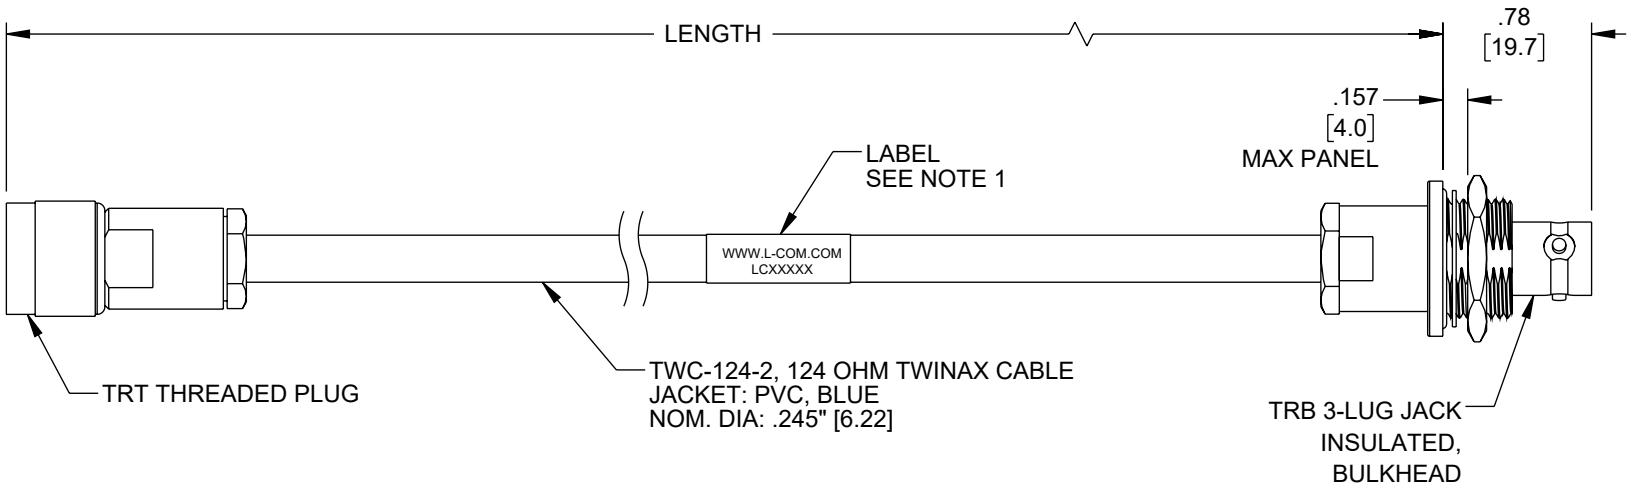 LENGTH
.78
[19.7]
.157
[4.0]
MAX PANEL
LABEL
SEE NOTE 1
WWW.L-COM.COM
LCXXXXX
TRT THREADED PLUG
TWC-124-2, 124 OHM TWINAX CABLE
JACKET: PVC, BLUE
NOM. DIA: .245" [6.22]
TRB 3-LUG JACK
INSULATED,
BULKHEAD